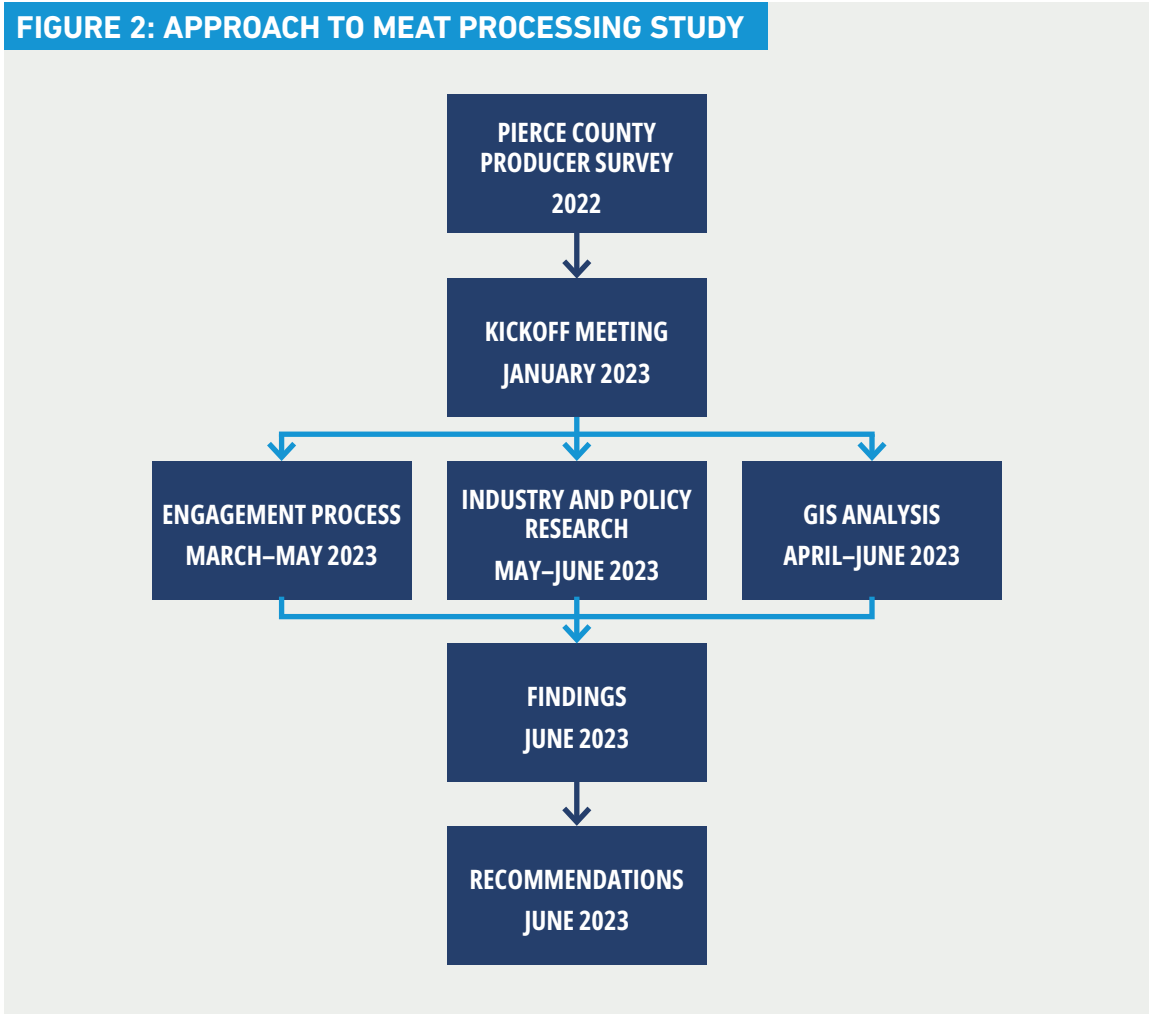 FIGURE 2: APPROACH TO MEAT PROCESSING STUDY
PIERCE COUNTY
PRODUCER SURVEY
2022
KICKOFF MEETING
JANUARY 2023
ENGAGEMENT PROCESS
MARCH–MAY 2023
INDUSTRY AND POLICY
RESEARCH
MAY–JUNE 2023
GIS ANALYSIS
APRIL–JUNE 2023
FINDINGS
JUNE 2023
RECOMMENDATIONS
JUNE 2023